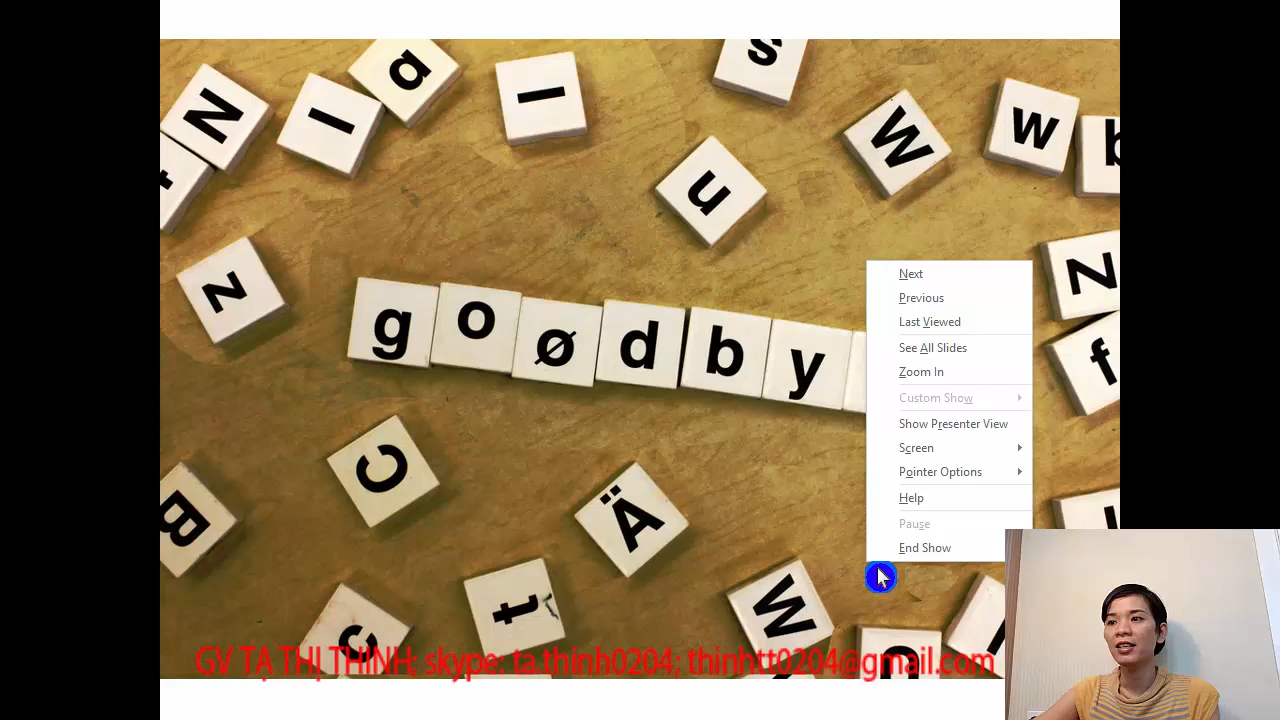 N l a l s W w b
u
z
N
g o ø d b y
f
C
B
Ä
t
W
c
Next
Previous
Last Viewed
See All Slides
Zoom In
Custom Show
Show Presenter View
Screen
Pointer Options
Help
Pause
End Show
GV TẠ THỊ THINH; skype: ta.thinh0204; thinhtt0204@gmail.com